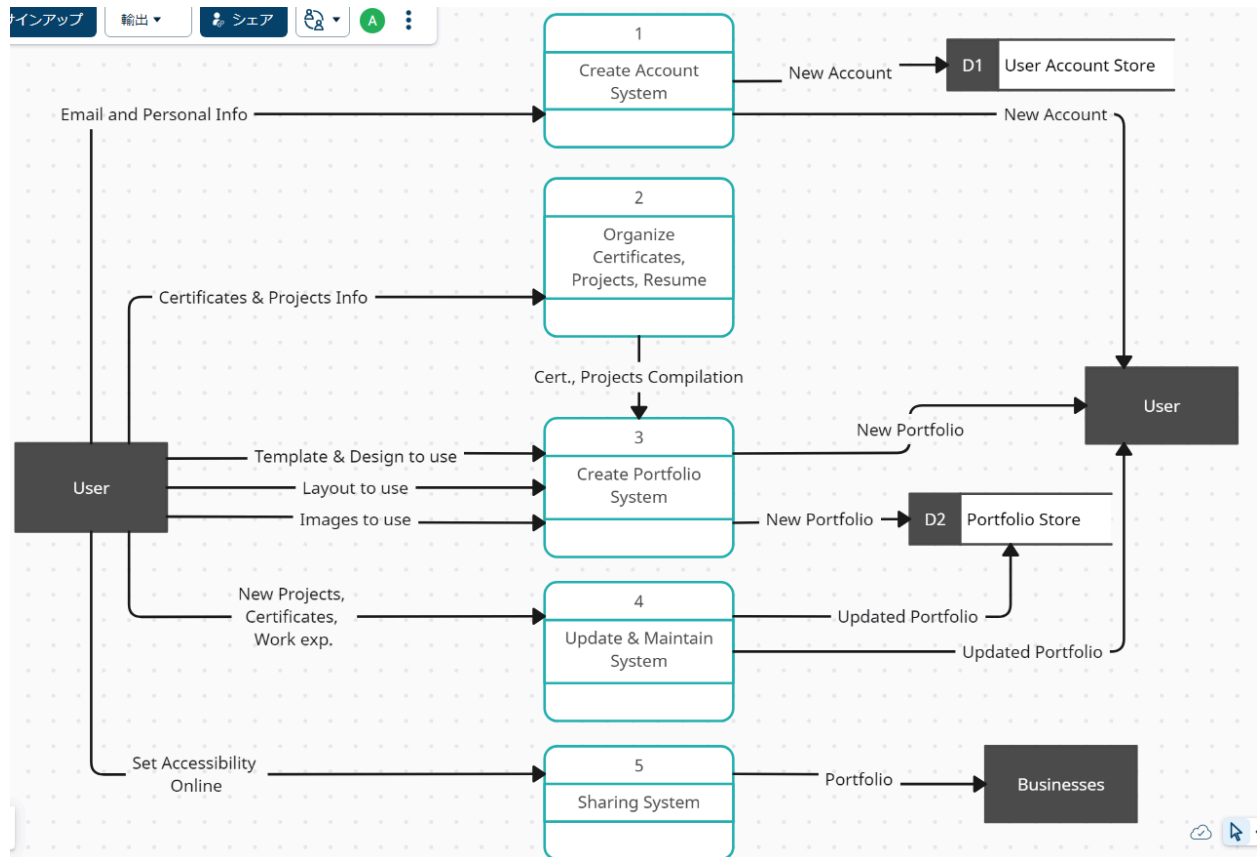 サインアップ
輸出
シェア
A
1
Create Account
System
New Account
D1
User Account Store
Email and Personal Info
New Account
2
Organize
Certificates,
Projects, Resume
Certificates & Projects Info
Cert., Projects Compilation
User
3
Create Portfolio
System
New Portfolio
User
Template & Design to use
Layout to use
Images to use
New Portfolio
D2
Portfolio Store
New Projects,
Certificates,
Work exp.
4
Update & Maintain
System
Updated Portfolio
Updated Portfolio
Set Accessibility
Online
5
Sharing System
Portfolio
Businesses